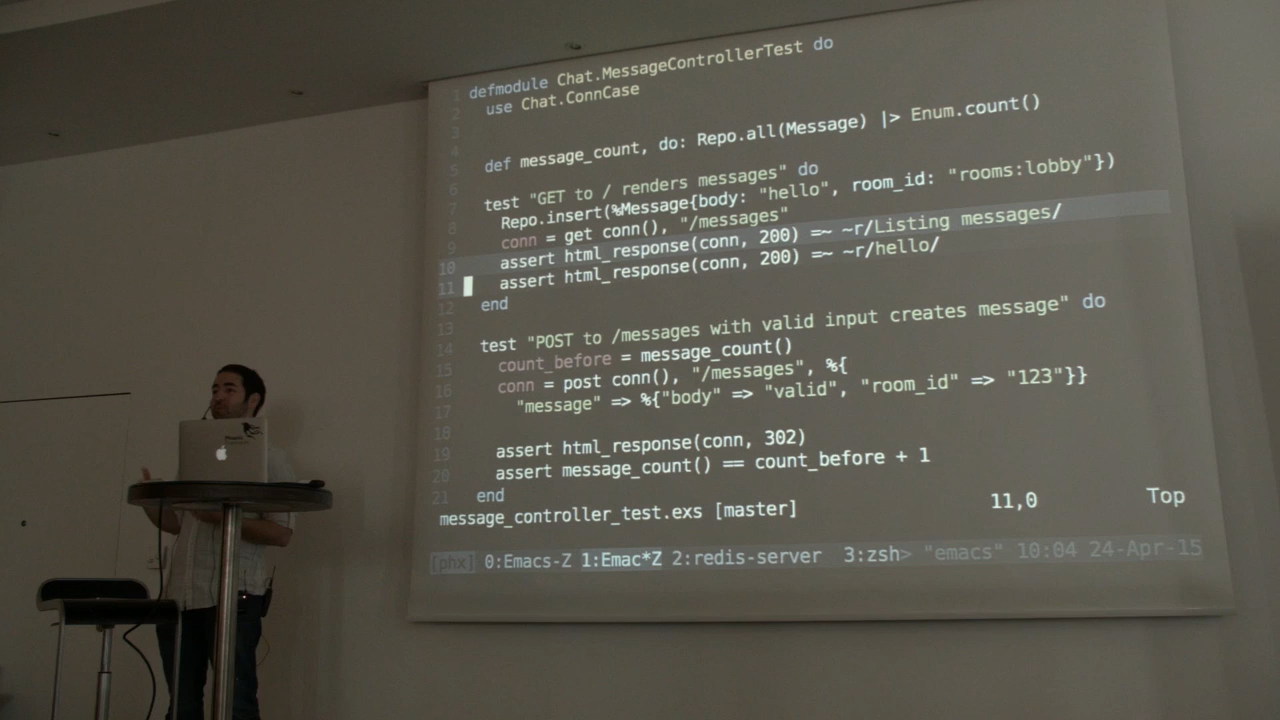 1 defmodule Chat.MessageControllerTest do
2 use Chat.ConnCase
3
4
5 def message_count, do: Repo.all(Message) |> Enum.count()
6
7 test "GET to / renders messages" do
8 Repo.insert(%Message{body: "hello", room_id: "rooms:lobby"})
9 conn = get conn(), "/messages"
10 assert html_response(conn, 200) =~ ~r/Listing messages/
11 assert html_response(conn, 200) =~ ~r/hello/
12 end
13
14 test "POST to /messages with valid input creates message" do
15 count_before = message_count()
16 conn = post conn(), "/messages", %{
17 "message" => %{"body" => "valid", "room_id" => "123"}}
18
19 assert html_response(conn, 302)
20 assert message_count() == count_before + 1
21 end
message_controller_test.exs [master] 11,0 Top
[phx] 0:Emacs-Z 1:Emac*Z 2:redis-server 3:zsh> "emacs" 10:04 24-Apr-15